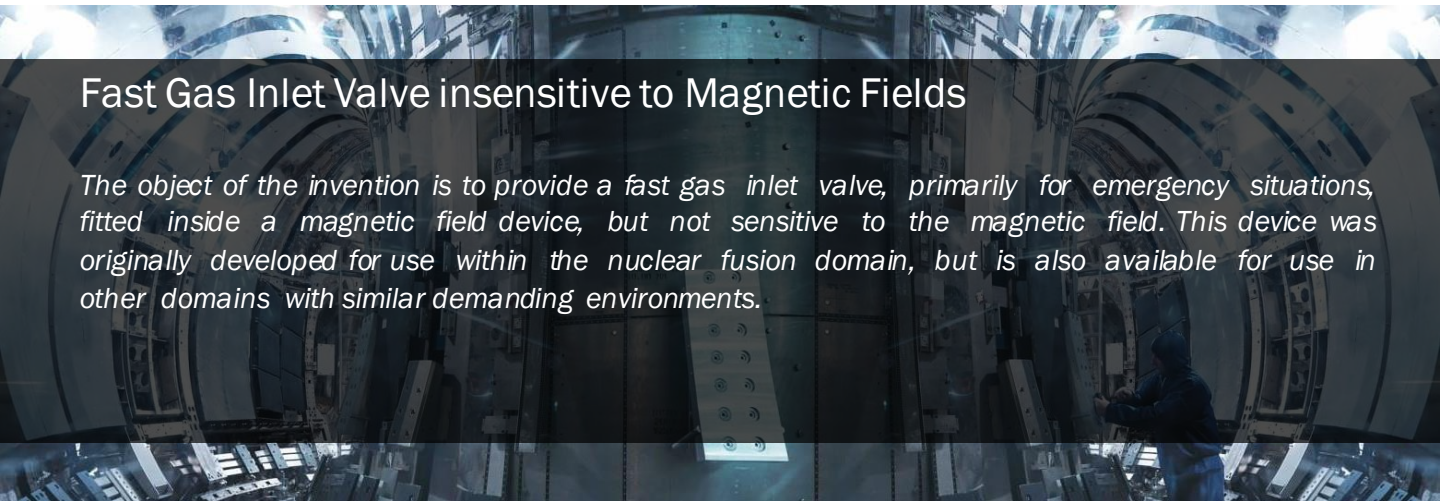 Fast Gas Inlet Valve insensitive to Magnetic Fields
The object of the invention is to provide a fast gas inlet valve, primarily for emergency situations,
fitted inside a magnetic field device, but not sensitive to the magnetic field. This device was
originally developed for use within the nuclear fusion domain, but is also available for use in
other domains with similar demanding environments.